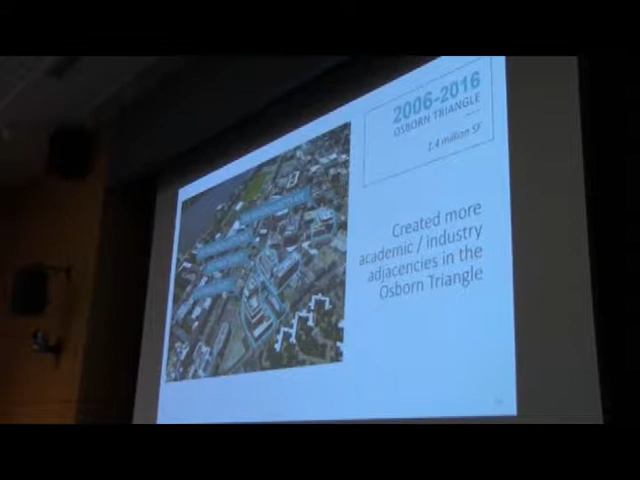 2006-2016
OSBORN TRIANGLE
1.4 million SF
Created more
academic / industry
adjacencies in the
Osborn Triangle